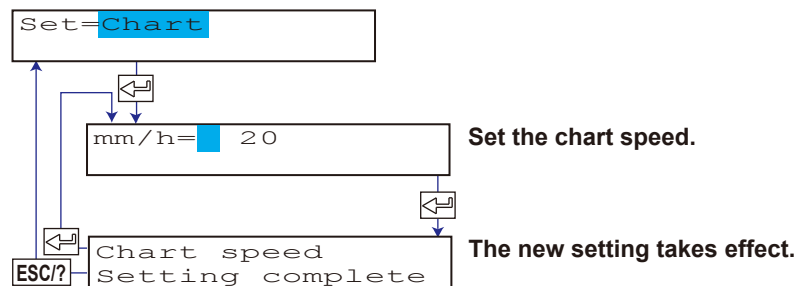 Set=Chart
mm/h= 20
Set the chart speed.
Chart speed
Setting complete
The new setting takes effect.
ESC/?